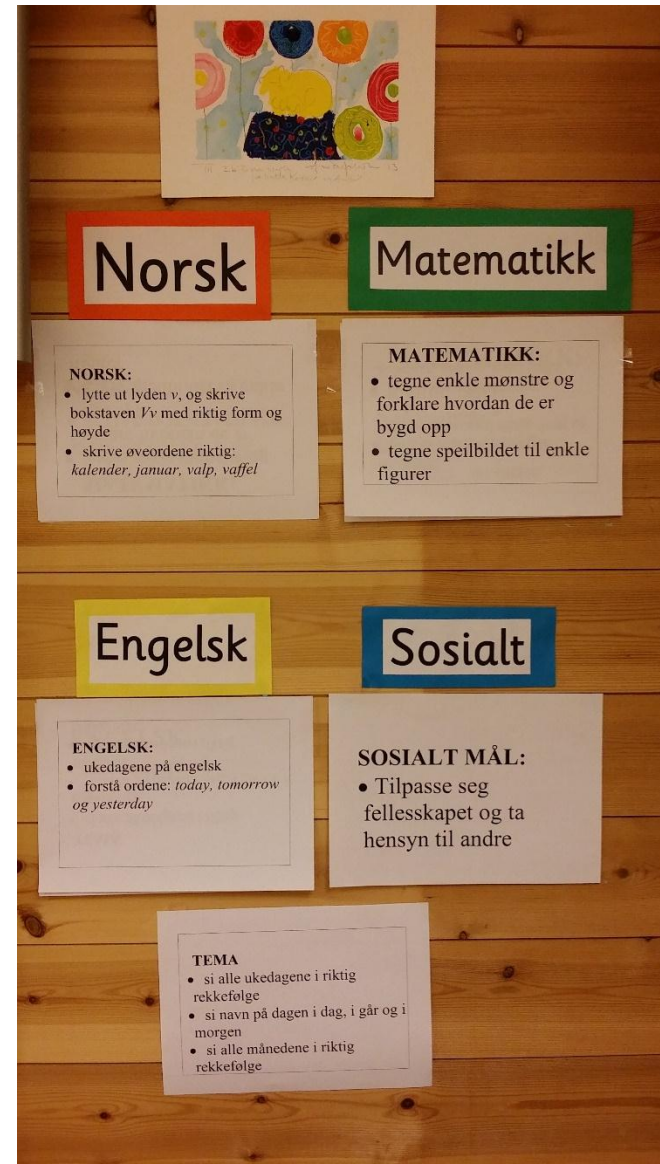 Norsk
Matematikk
NORSK:
• lytte ut lyden v, og skrive
bokstaven Vv med riktig form og
høyde
• skrive øveordene riktig:
kalender, januar, valp, vaffel
MATEMATIKK:
• tegne enkle mønstre og
forklare hvordan de er
bygd opp
• tegne speilbildet til enkle
figurer
Engelsk
Sosialt
ENGELSK:
• ukedagene på engelsk
• forstå ordene: today, tomorrow
og yesterday
SOSIALT MÅL:
• Tilpasse seg
fellesskapet og ta
hensyn til andre
TEMA
• si alle ukedagene i riktig
rekkefølge
• si navn på dagen i dag, i går og i
morgen
• si alle månedene i riktig
rekkefølge